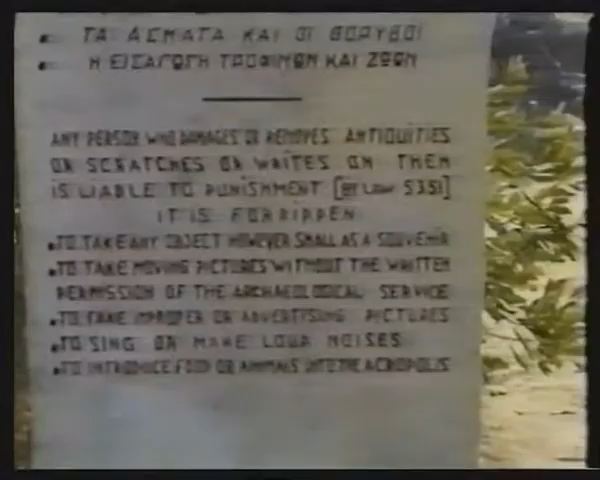 • ΤΑ ΑΣΜΑΤΑ ΚΑΙ ΟΙ ΘΟΡΥΒΟΙ
• Η ΕΙΣΑΓΩΓΗ ΤΡΟΦΙΜΩΝ ΚΑΙ ΖΩΩΝ
ANY PERSON WHO DAMAGES OR REMOVES ANTIQUITIES
OR SCRATCHES OR WRITES ON THEM
IS LIABLE TO PUNISHMENT [BY LAW 5351]
IT IS FORBIDDEN
•TO TAKE ANY OBJECT HOWEVER SMALL AS A SOUVENIR
•TO TAKE MOVING PICTURES WITHOUT THE WRITTEN
PERMISSION OF THE ARCHAEOLOGICAL SERVICE
•TO TAKE IMPROPER OR ADVERTISING PICTURES
•TO SING OR MAKE LOUD NOISES
•TO INTRODUCE FOOD OR ANIMALS INTO THE ACROPOLIS